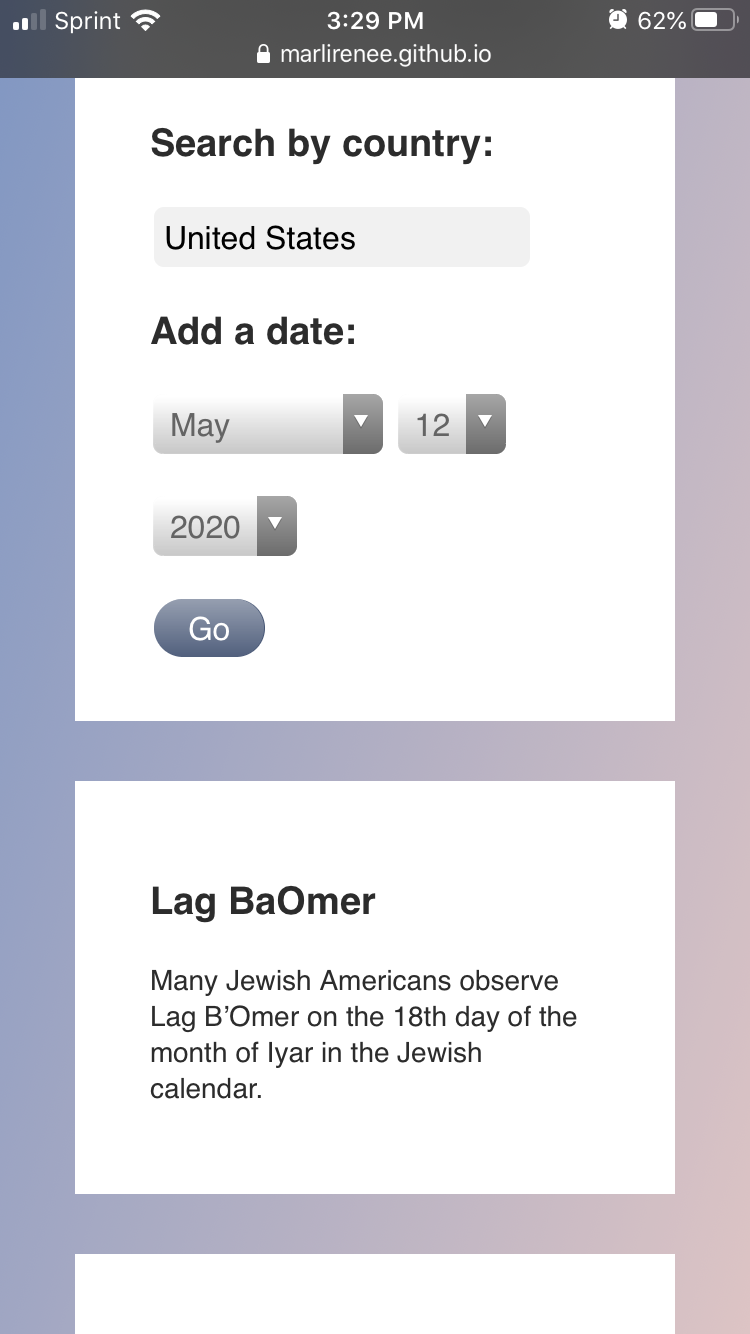 Sprint 3:29 PM 62%
marlirenee.github.io
Search by country:
United States
Add a date:
May 12
2020
Go
Lag BaOmer
Many Jewish Americans observe
Lag B’Omer on the 18th day of the
month of Iyar in the Jewish
calendar.